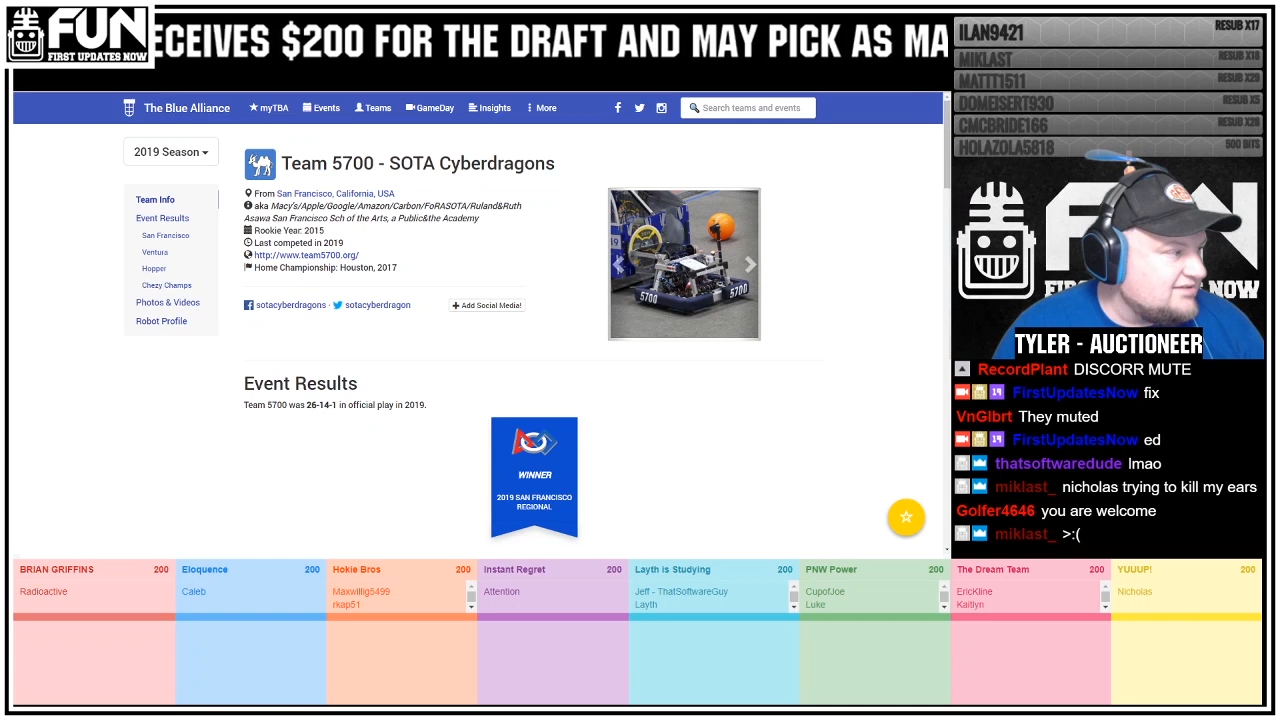 FUN
FIRST UPDATES NOW
ECEIVES $200 FOR THE DRAFT AND MAY PICK AS MA
The Blue Alliance
myTBA
Events
Teams
GameDay
Insights
More
Search teams and events
2019 Season
Team Info
Event Results
San Francisco
Ventura
Hopper
Chezy Champs
Photos & Videos
Robot Profile
Team 5700 - SOTA Cyberdragons
From San Francisco, California, USA
aka Macy's/Apple/Google/Amazon/Carbon/FoRASOTA/Ruland&Ruth
Asawa San Francisco Sch of the Arts, a Public&the Academy
Rookie Year: 2015
Last competed in 2019
http://www.team5700.org/
Home Championship: Houston, 2017
sotacyberdragons · sotacyberdragon
Add Social Media!
5700 5700
Event Results
Team 5700 was 26-14-1 in official play in 2019.
WINNER
2019 SAN FRANCISCO
REGIONAL
ILAN9421 RESUB X17
MIKLAST RESUB X18
MATTT1511 RESUB X29
DOMEISERT930 RESUB X5
CMCBRIDE166 RESUB X28
HOLAZOLA5818 500 BITS
TYLER - AUCTIONEER
RecordPlant DISCORR MUTE
19 FirstUpdatesNow fix
VnGlbrt They muted
19 FirstUpdatesNow ed
thatsoftwaredude lmao
miklast_ nicholas trying to kill my ears
Golfer4646 you are welcome
miklast_ >:(
BRIAN GRIFFINS 200
Radioactive
Eloquence 200
Caleb
Hokie Bros 200
Maxwillig5499
rkap51
Instant Regret 200
Attention
Layth is Studying 200
Jeff - ThatSoftwareGuy
Layth
PNW Power 200
CupofJoe
Luke
The Dream Team 200
EricKline
Kaitlyn
YUUUP! 200
Nicholas